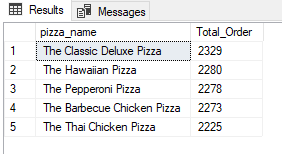 Results Messages
pizza_name Total_Order
1 The Classic Deluxe Pizza 2329
2 The Hawaiian Pizza 2280
3 The Pepperoni Pizza 2278
4 The Barbecue Chicken Pizza 2273
5 The Thai Chicken Pizza 2225